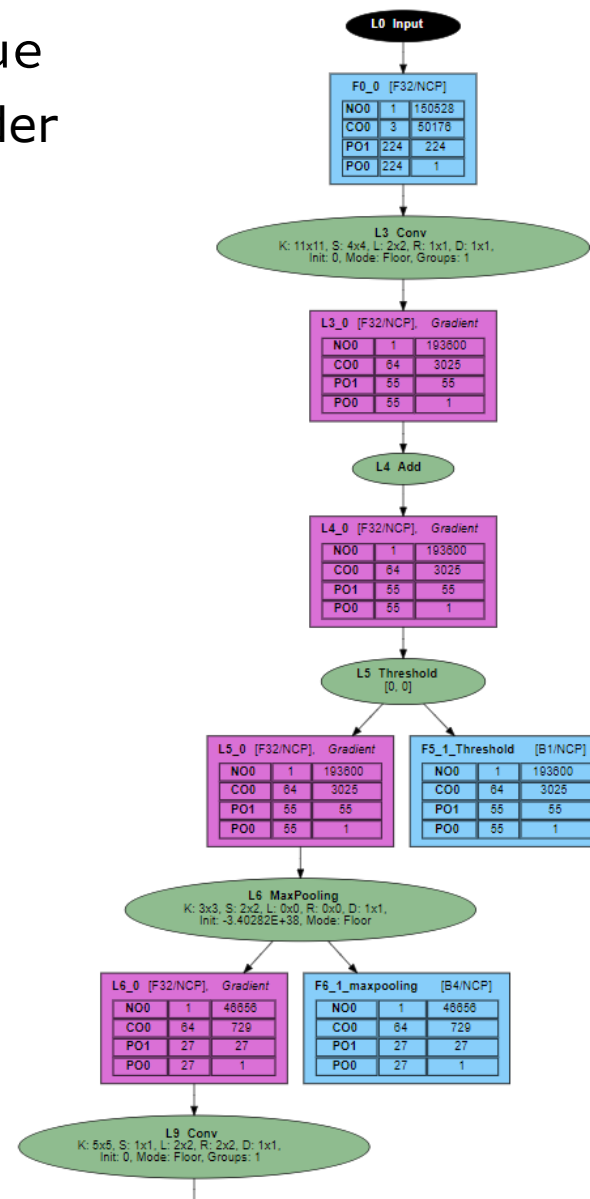 ue
ler
L0 Input
F0_0 [F32/NCP]
NO0 1 150528
CO0 3 50176
PO1 224 224
PO0 224 1
L3 Conv
K: 11x11, S: 4x4, L: 2x2, R: 1x1, D: 1x1,
Init: 0, Mode: Floor, Groups: 1
L3_0 [F32/NCP], Gradient
NO0 1 193600
CO0 64 3025
PO1 55 55
PO0 55 1
L4 Add
L4_0 [F32/NCP], Gradient
NO0 1 193600
CO0 64 3025
PO1 55 55
PO0 55 1
L5 Threshold
[0, 0]
L5_0 [F32/NCP], Gradient
NO0 1 193600
CO0 64 3025
PO1 55 55
PO0 55 1
F5_1_Threshold [B1/NCP]
NO0 1 193600
CO0 64 3025
PO1 55 55
PO0 55 1
L6 MaxPooling
K: 3x3, S: 2x2, L: 0x0, R: 0x0, D: 1x1,
Init: -3.40282E+38, Mode: Floor
L6_0 [F32/NCP], Gradient
NO0 1 46656
CO0 64 729
PO1 27 27
PO0 27 1
F6_1_maxpooling [B4/NCP]
NO0 1 46656
CO0 64 729
PO1 27 27
PO0 27 1
L9 Conv
K: 5x5, S: 1x1, L: 2x2, R: 2x2, D: 1x1,
Init: 0, Mode: Floor, Groups: 1